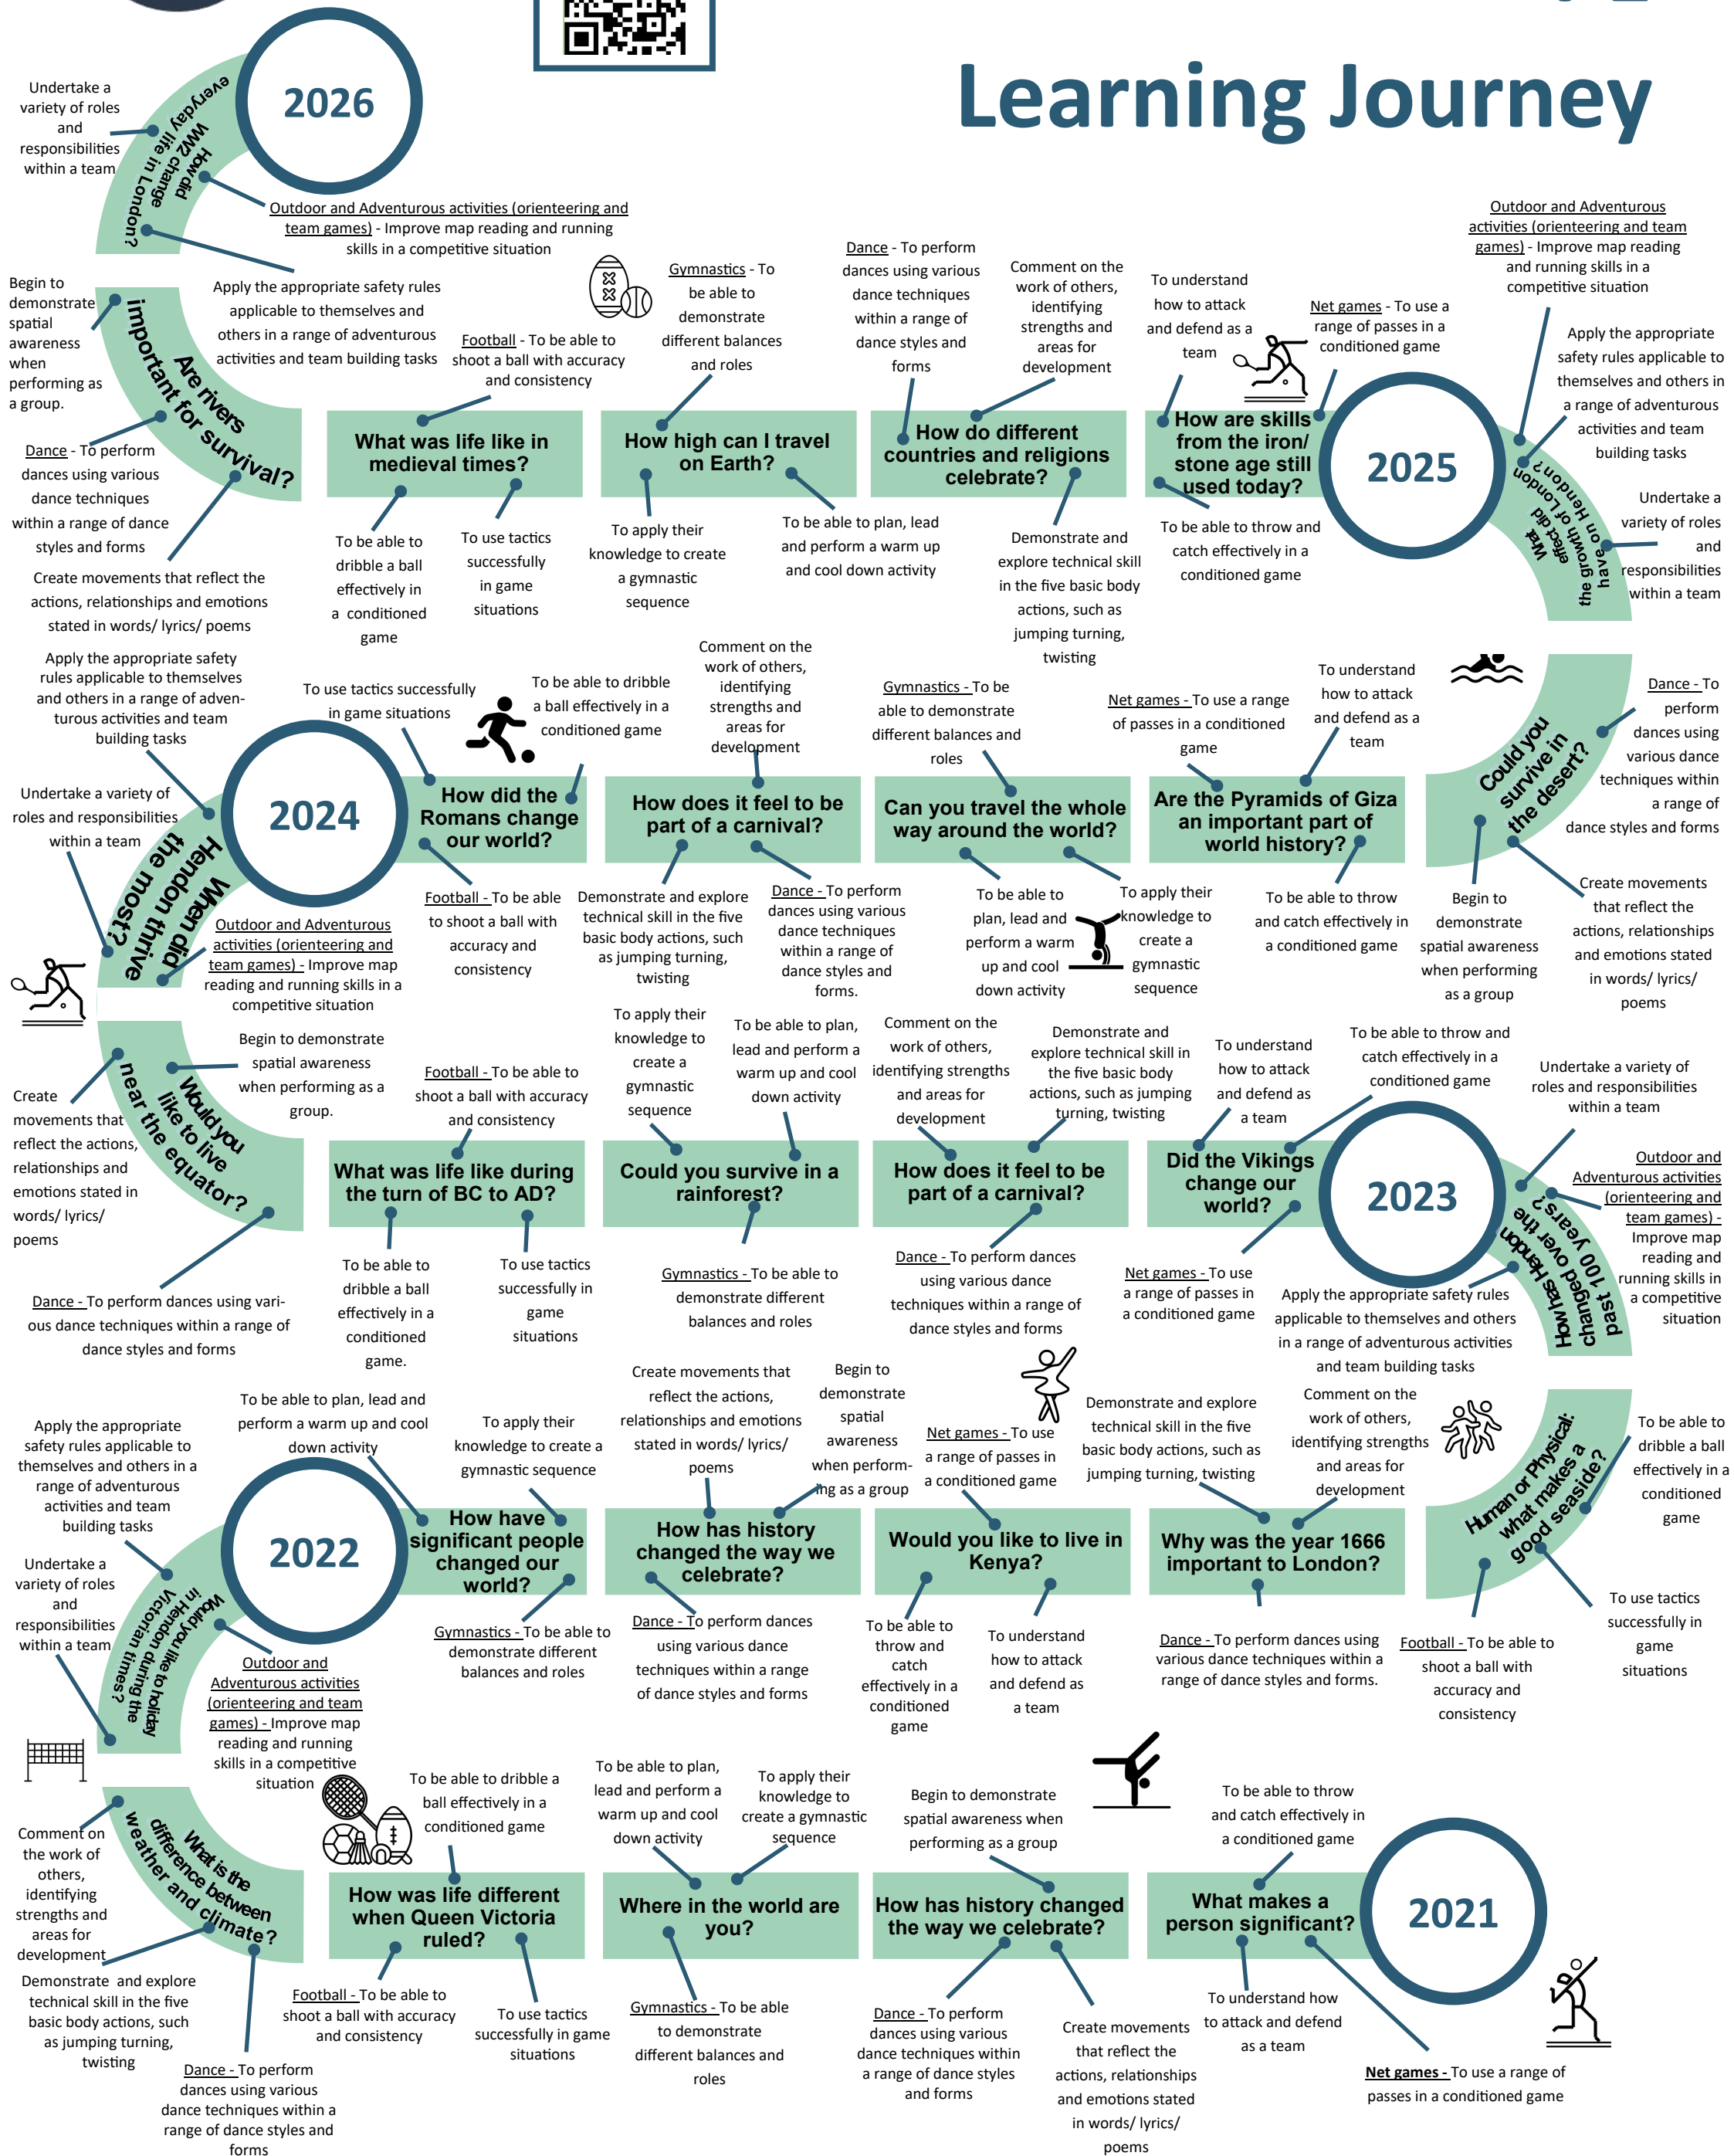 Learning Journey
2026
Undertake a
variety of roles
and
responsibilities
within a team
How did
WW2 change
everyday life in London?
Outdoor and Adventurous activities (orienteering and
team games) - Improve map reading and running
skills in a competitive situation
Apply the appropriate safety rules
applicable to themselves and
others in a range of adventurous
activities and team building tasks
Begin to
demonstrate
spatial
awareness
when
performing as
a group.
Are rivers
important for survival?
Dance - To perform
dances using various
dance techniques
within a range of dance
styles and forms
Create movements that reflect the
actions, relationships and emotions
stated in words/ lyrics/ poems
Football - To be able to
shoot a ball with accuracy
and consistency
What was life like in
medieval times?
To be able to
dribble a ball
effectively in
a conditioned
game
To use tactics
successfully
in game
situations
Gymnastics - To
be able to
demonstrate
different balances
and roles
How high can I travel
on Earth?
To apply their
knowledge to create
a gymnastic
sequence
To be able to plan, lead
and perform a warm up
and cool down activity
Dance - To perform
dances using various
dance techniques
within a range of
dance styles and
forms
Comment on the
work of others,
identifying
strengths and
areas for
development
How do different
countries and religions
celebrate?
Demonstrate and
explore technical skill
in the five basic body
actions, such as
jumping turning,
twisting
To understand
how to attack
and defend as a
team
Net games - To use a
range of passes in a
conditioned game
How are skills
from the iron/
stone age still
used today?
To be able to throw and
catch effectively in a
conditioned game
2025
Outdoor and Adventurous
activities (orienteering and team
games) - Improve map reading
and running skills in a
competitive situation
Apply the appropriate
safety rules applicable to
themselves and others in
a range of adventurous
activities and team
building tasks
What
effect did
the growth of London
have on Hendon?
Undertake a
variety of roles
and
responsibilities
within a team
Could you
survive in
the desert?
Dance - To
perform
dances using
various dance
techniques within
a range of
dance styles and forms
Begin to
demonstrate
spatial awareness
when performing
as a group
Create movements
that reflect the
actions, relationships
and emotions stated
in words/ lyrics/
poems
Net games - To use a range
of passes in a conditioned
game
To understand
how to attack
and defend as a
team
Are the Pyramids of Giza
an important part of
world history?
To be able to throw
and catch effectively in
a conditioned game
Gymnastics - To be
able to demonstrate
different balances and
roles
Can you travel the whole
way around the world?
To be able to
plan, lead and
perform a warm
up and cool
down activity
To apply their
knowledge to
create a
gymnastic
sequence
Comment on the
work of others,
identifying
strengths and
areas for
development
How does it feel to be
part of a carnival?
Demonstrate and explore
technical skill in the five
basic body actions, such
as jumping turning,
twisting
Dance - To perform
dances using various
dance techniques
within a range of
dance styles and
forms.
To use tactics successfully
in game situations
To be able to dribble
a ball effectively in a
conditioned game
How did the
Romans change
our world?
Football - To be able
to shoot a ball with
accuracy and
consistency
2024
Apply the appropriate safety
rules applicable to themselves
and others in a range of adven-
turous activities and team
building tasks
Undertake a variety of
roles and responsibilities
within a team
When did
Hendon thrive
the most?
Outdoor and Adventurous
activities (orienteering and
team games) - Improve map
reading and running skills in a
competitive situation
Begin to demonstrate
spatial awareness
when performing as a
group.
Create
movements that
reflect the actions,
relationships and
emotions stated in
words/ lyrics/
poems
Would you
like to live
near the equator?
Dance - To perform dances using vari-
ous dance techniques within a range of
dance styles and forms
Football - To be able to
shoot a ball with accuracy
and consistency
What was life like during
the turn of BC to AD?
To be able to
dribble a ball
effectively in a
conditioned
game.
To use tactics
successfully in
game
situations
To apply their
knowledge to
create a
gymnastic
sequence
To be able to plan,
lead and perform a
warm up and cool
down activity
Could you survive in a
rainforest?
Gymnastics - To be able to
demonstrate different
balances and roles
Comment on the
work of others,
identifying strengths
and areas for
development
Demonstrate and
explore technical skill in
the five basic body
actions, such as jumping
turning, twisting
How does it feel to be
part of a carnival?
Dance - To perform dances
using various dance
techniques within a range of
dance styles and forms
To understand
how to attack
and defend as
a team
To be able to throw and
catch effectively in a
conditioned game
Did the Vikings
change our
world?
Net games - To use
a range of passes in
a conditioned game
2023
Undertake a variety of
roles and responsibilities
within a team
Outdoor and
Adventurous activities
(orienteering and
team games) -
Improve map
reading and
running skills in
a competitive
situation
How has Hendon
changed over the
past 100 years?
Apply the appropriate safety rules
applicable to themselves and others
in a range of adventurous activities
and team building tasks
Human or Physical:
what makes a
good seaside?
To be able to
dribble a ball
effectively in a
conditioned
game
To use tactics
successfully in
game
situations
Football - To be able to
shoot a ball with
accuracy and
consistency
Demonstrate and explore
technical skill in the five
basic body actions, such as
jumping turning, twisting
Comment on the
work of others,
identifying strengths
and areas for
development
Why was the year 1666
important to London?
Dance - To perform dances using
various dance techniques within a
range of dance styles and forms.
Net games - To use
a range of passes in
a conditioned game
Would you like to live in
Kenya?
To be able to
throw and
catch
effectively in a
conditioned
game
To understand
how to attack
and defend as
a team
Create movements that
reflect the actions,
relationships and emotions
stated in words/ lyrics/
poems
Begin to
demonstrate
spatial
awareness
when perform-
ing as a group
How has history
changed the way we
celebrate?
Dance - To perform dances
using various dance
techniques within a range
of dance styles and forms
To be able to plan, lead and
perform a warm up and cool
down activity
To apply their
knowledge to create a
gymnastic sequence
How have
significant people
changed our
world?
Gymnastics - To be able to
demonstrate different
balances and roles
2022
Apply the appropriate
safety rules applicable to
themselves and others in a
range of adventurous
activities and team
building tasks
Undertake a
variety of roles
and
responsibilities
within a team
Would you like to holiday
in Hendon during the
Victorian times?
Outdoor and
Adventurous activities
(orienteering and team
games) - Improve map
reading and running
skills in a competitive
situation
Comment on
the work of
others,
identifying
strengths and
areas for
development
What is the
difference between
weather and climate?
Demonstrate and explore
technical skill in the five
basic body actions, such
as jumping turning,
twisting
Dance - To perform
dances using various
dance techniques within a
range of dance styles and
forms
To be able to dribble a
ball effectively in a
conditioned game
How was life different
when Queen Victoria
ruled?
Football - To be able to
shoot a ball with accuracy
and consistency
To use tactics
successfully in game
situations
To be able to plan,
lead and perform a
warm up and cool
down activity
To apply their
knowledge to
create a gymnastic
sequence
Where in the world are
you?
Gymnastics - To be able
to demonstrate
different balances and
roles
Begin to demonstrate
spatial awareness when
performing as a group
How has history changed
the way we celebrate?
Dance - To perform
dances using various
dance techniques within
a range of dance styles
and forms
Create movements
that reflect the
actions, relationships
and emotions stated
in words/ lyrics/
poems
To be able to throw
and catch effectively in
a conditioned game
What makes a
person significant?
To understand how
to attack and defend
as a team
Net games - To use a range of
passes in a conditioned game
2021